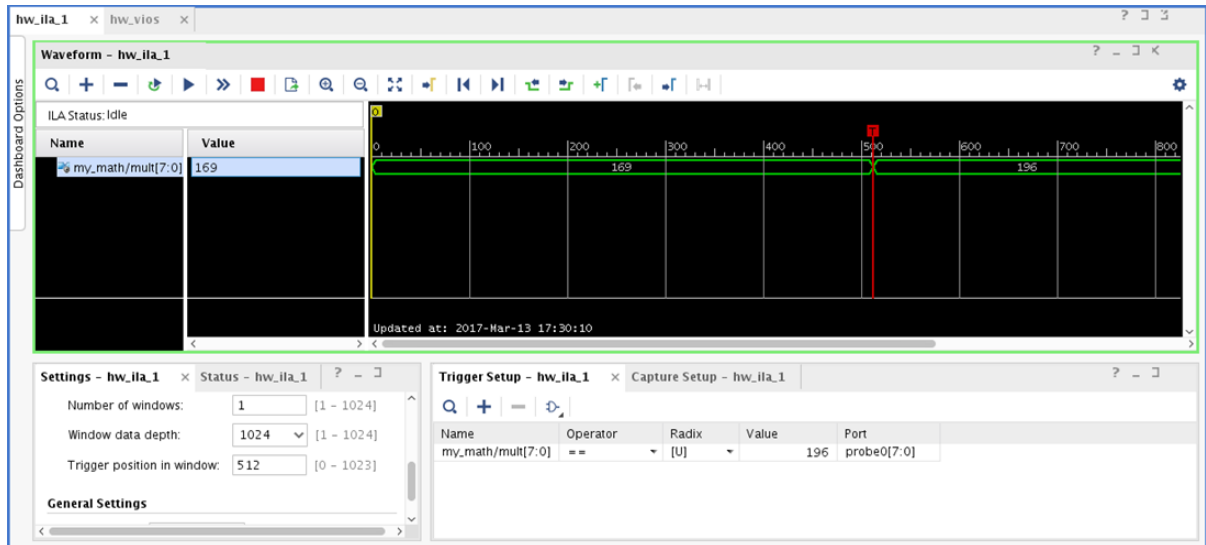 hw_ila_1 hw_vios
Dashboard Options
Waveform - hw_ila_1
ILA Status: Idle
Name Value
my_math/mult[7:0] 169
0
T
0 100 200 300 400 500 600 700 800
169 196
Updated at: 2017-Mar-13 17:30:10
Settings - hw_ila_1 Status - hw_ila_1
Number of windows: 1 [1 - 1024]
Window data depth: 1024 [1 - 1024]
Trigger position in window: 512 [0 - 1023]
General Settings
Trigger Setup - hw_ila_1 Capture Setup - hw_ila_1
Name Operator Radix Value Port
my_math/mult[7:0] == [U] 196 probe0[7:0]